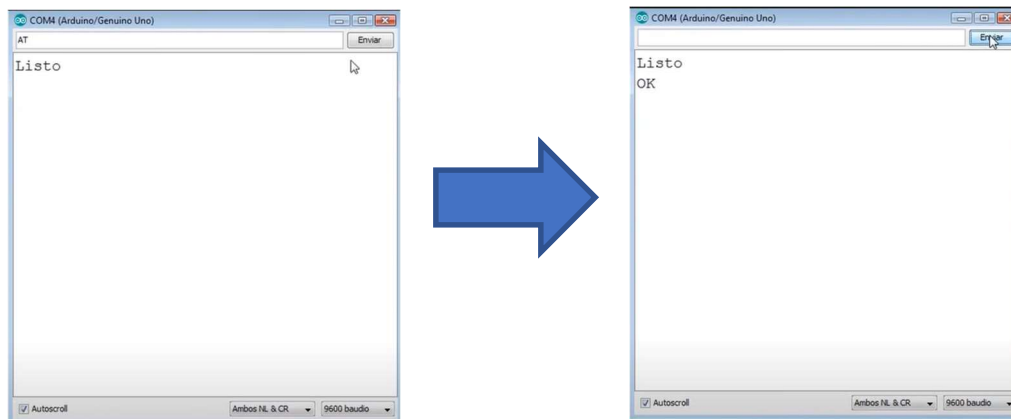 COM4 (Arduino/Genuino Uno)
AT
Enviar
Listo
Autoscroll
Ambos NL & CR
9600 baudio
COM4 (Arduino/Genuino Uno)
Enviar
Listo
OK
Autoscroll
Ambos NL & CR
9600 baudio